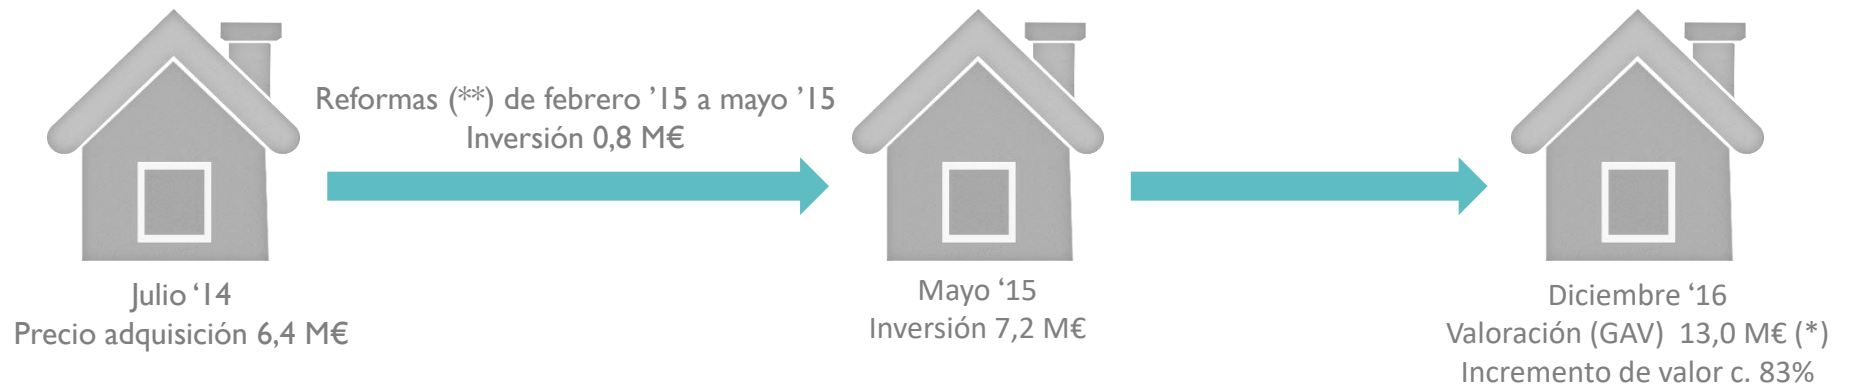 Reformas (**) de febrero ’15 a mayo ’15
Inversión 0,8 M€
Julio ‘14
Precio adquisición 6,4 M€
Mayo ‘15
Inversión 7,2 M€
Diciembre ‘16
Valoración (GAV)  13,0 M€ (*)
Incremento de valor c. 83%